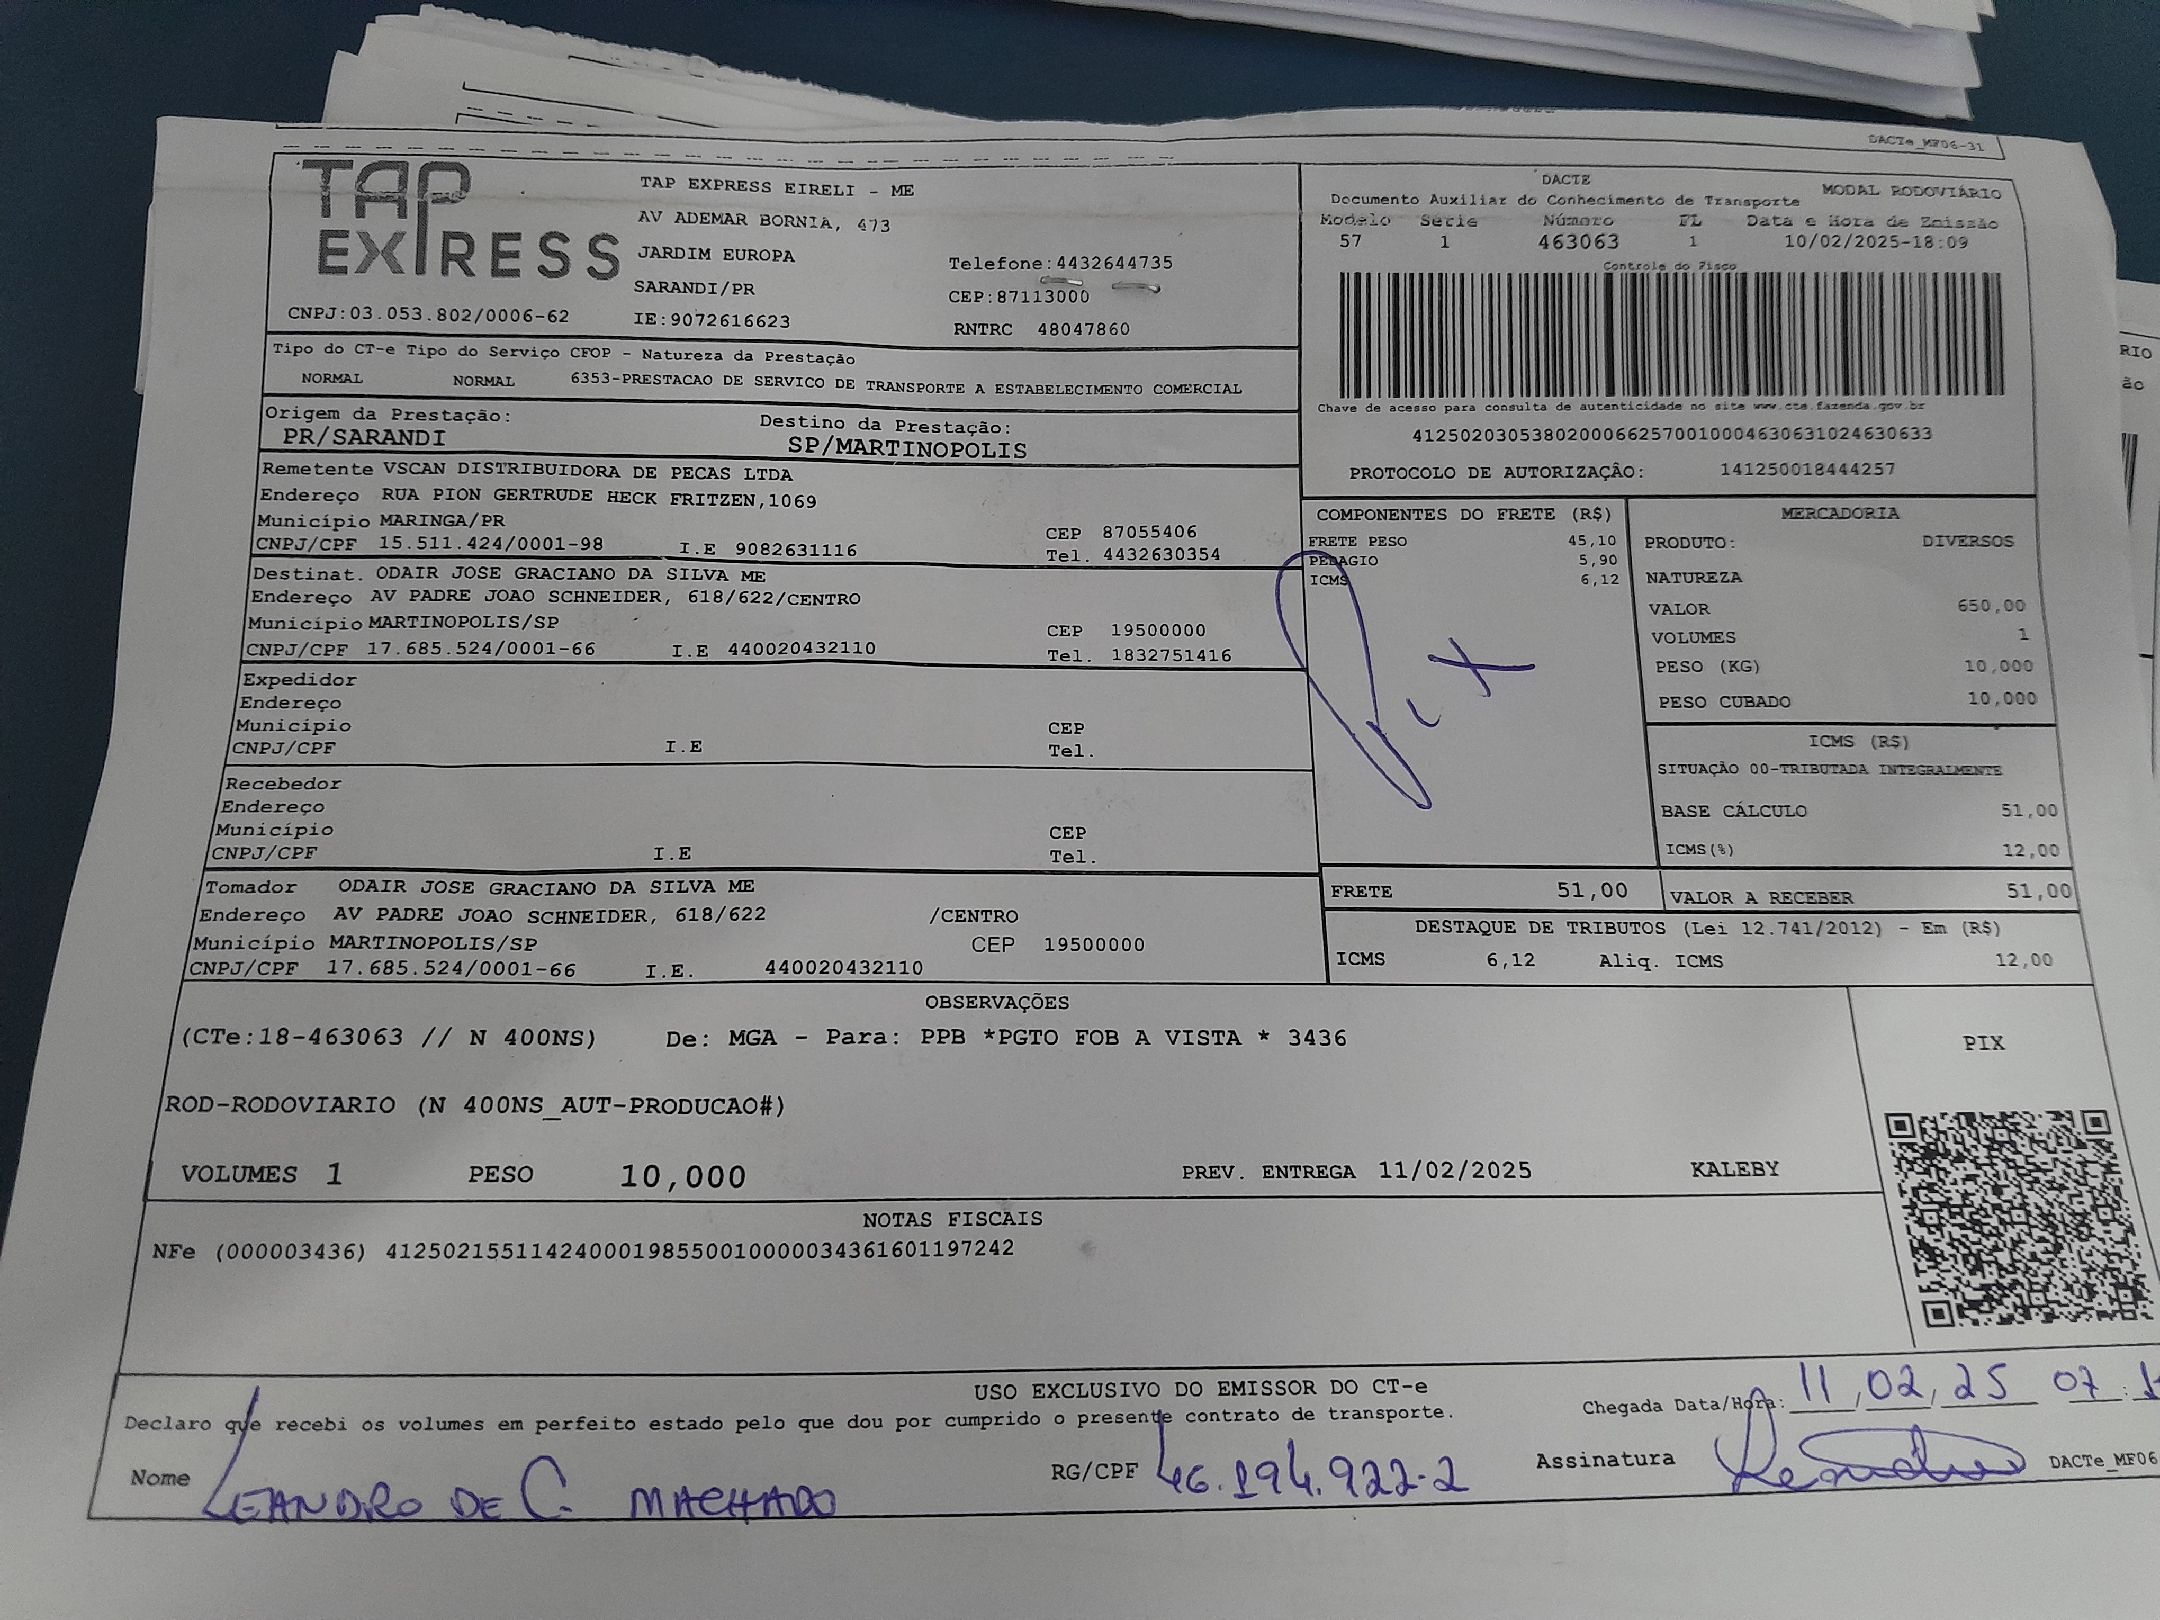 DACTe_MF06-31
TAP
EXPRESS
TAP EXPRESS EIRELI - ME
AV ADEMAR BORNIA, 473
JARDIM EUROPA
Telefone:4432644735
SARANDI/PR
CEP:87113000
CNPJ:03.053.802/0006-62
IE:9072616623
RNTRC 48047860
DACTE
Documento Auxiliar do Conhecimento de Transporte
MODAL RODOVIÁRIO
Modelo Série Número FL Data e Hora de Emissão
57 1 463063 1 10/02/2025-18:09
Controle do Fisco
Chave de acesso para consulta de autenticidade no site www.cte.fazenda.gov.br
41250203053802000662570010004630631024630633
PROTOCOLO DE AUTORIZAÇÂO: 141250018444257
Tipo do CT-e Tipo do Serviço CFOP - Natureza da Prestação
NORMAL NORMAL 6353-PRESTACAO DE SERVICO DE TRANSPORTE A ESTABELECIMENTO COMERCIAL
Origem da Prestação: Destino da Prestação:
PR/SARANDI SP/MARTINOPOLIS
Remetente VSCAN DISTRIBUIDORA DE PECAS LTDA
Endereço RUA PION GERTRUDE HECK FRITZEN,1069
Município MARINGA/PR CEP 87055406
CNPJ/CPF 15.511.424/0001-98 I.E 9082631116 Tel. 4432630354
Destinat. ODAIR JOSE GRACIANO DA SILVA ME
Endereço AV PADRE JOAO SCHNEIDER, 618/622/CENTRO
Município MARTINOPOLIS/SP CEP 19500000
CNPJ/CPF 17.685.524/0001-66 I.E 440020432110 Tel. 1832751416
Expedidor
Endereço
Município CEP
CNPJ/CPF I.E Tel.
Recebedor
Endereço
Município CEP
CNPJ/CPF I.E Tel.
Tomador ODAIR JOSE GRACIANO DA SILVA ME
Endereço AV PADRE JOAO SCHNEIDER, 618/622 /CENTRO
Município MARTINOPOLIS/SP CEP 19500000
CNPJ/CPF 17.685.524/0001-66 I.E. 440020432110
COMPONENTES DO FRETE (R$)
FRETE PESO 45,10
PEDAGIO 5,90
ICMS 6,12
Pix
MERCADORIA
PRODUTO: DIVERSOS
NATUREZA
VALOR 650,00
VOLUMES 1
PESO (KG) 10,000
PESO CUBADO 10,000
ICMS (R$)
SITUAÇÃO 00-TRIBUTADA INTEGRALMENTE
BASE CÁLCULO 51,00
ICMS(%) 12,00
FRETE 51,00 VALOR A RECEBER 51,00
DESTAQUE DE TRIBUTOS (Lei 12.741/2012) - Em (R$)
ICMS 6,12 Aliq. ICMS 12,00
OBSERVAÇÕES
(CTe:18-463063 // N 400NS) De: MGA - Para: PPB *PGTO FOB A VISTA * 3436
ROD-RODOVIARIO (N 400NS_AUT-PRODUCAO#)
VOLUMES 1 PESO 10,000 PREV. ENTREGA 11/02/2025 KALEBY
PIX
NOTAS FISCAIS
NFe (000003436) 41250215511424000198550010000034361601197242
USO EXCLUSIVO DO EMISSOR DO CT-e
Declaro que recebi os volumes em perfeito estado pelo que dou por cumprido o presente contrato de transporte.
Chegada Data/Hora: 11,02,25 07:1
Nome LEANDRO DE C. MACHADO RG/CPF 46.194.922-2 Assinatura
DACTe_MF06
RIO
ão